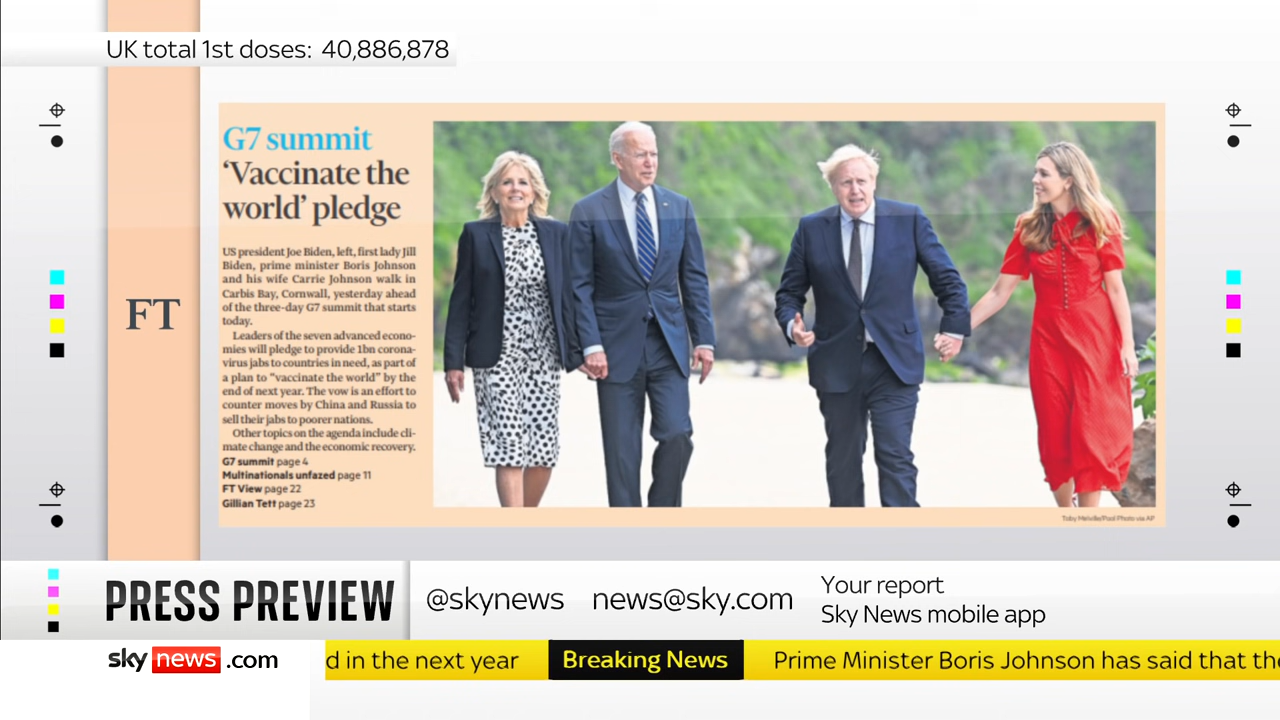 UK total 1st doses: 40,886,878
FT
G7 summit
‘Vaccinate the
world’ pledge
US president Joe Biden, left, first lady Jill
Biden, prime minister Boris Johnson
and his wife Carrie Johnson walk in
Carbis Bay, Cornwall, yesterday ahead
of the three-day G7 summit that starts
today.
Leaders of the seven advanced econo-
mies will pledge to provide 1bn corona-
virus jabs to countries in need, as part of
a plan to “vaccinate the world” by the
end of next year. The vow is an effort to
counter moves by China and Russia to
sell their jabs to poorer nations.
Other topics on the agenda include cli-
mate change and the economic recovery.
G7 summit page 4
Multinationals unfazed page 11
FT View page 22
Gillian Tett page 23
Toby Melville/Pool Photo via AP
PRESS PREVIEW
@skynews news@sky.com
Your report
Sky News mobile app
sky news .com
d in the next year Breaking News Prime Minister Boris Johnson has said that the